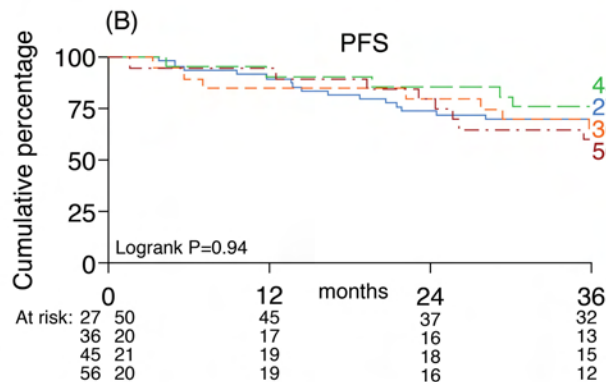 (B)
PFS
Cumulative percentage
100
75
50
25
0
4
2
3
5
Logrank P=0.94
0 12 months 24 36
At risk: 27 50 45 37 32
36 20 17 16 13
45 21 19 18 15
56 20 19 16 12